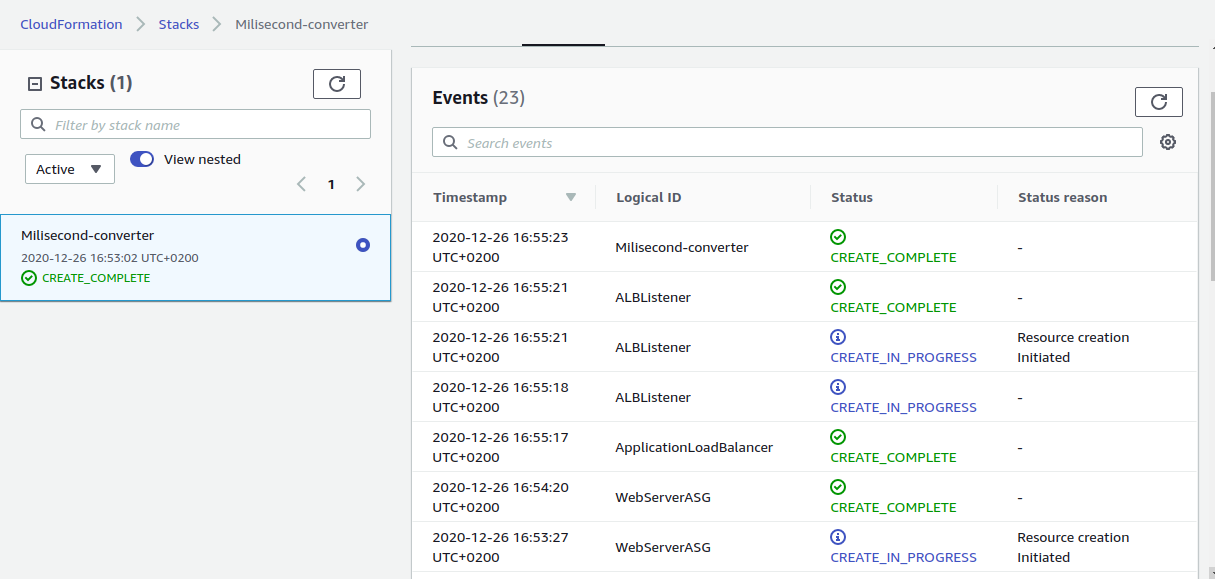 CloudFormation > Stacks > Milisecond-converter
Stacks (1)
Filter by stack name
Active
View nested
1
Milisecond-converter
2020-12-26 16:53:02 UTC+0200
CREATE_COMPLETE
Events (23)
Search events
Timestamp Logical ID Status Status reason
2020-12-26 16:55:23
UTC+0200
Milisecond-converter
CREATE_COMPLETE
-
2020-12-26 16:55:21
UTC+0200
ALBListener
CREATE_COMPLETE
-
2020-12-26 16:55:21
UTC+0200
ALBListener
CREATE_IN_PROGRESS
Resource creation
Initiated
2020-12-26 16:55:18
UTC+0200
ALBListener
CREATE_IN_PROGRESS
-
2020-12-26 16:55:17
UTC+0200
ApplicationLoadBalancer
CREATE_COMPLETE
-
2020-12-26 16:54:20
UTC+0200
WebServerASG
CREATE_COMPLETE
-
2020-12-26 16:53:27
UTC+0200
WebServerASG
CREATE_IN_PROGRESS
Resource creation
Initiated